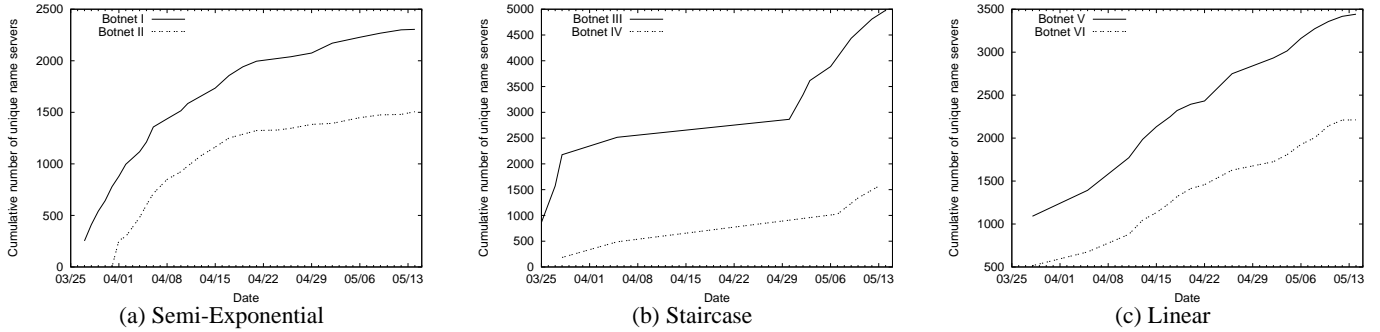 Cumulative number of unique name servers
2500
2000
1500
1000
500
0
Botnet I
Botnet II
03/25 04/01 04/08 04/15 04/22 04/29 05/06 05/13
Date
(a) Semi-Exponential
Cumulative number of unique name servers
5000
4500
4000
3500
3000
2500
2000
1500
1000
500
0
Botnet III
Botnet IV
03/25 04/01 04/08 04/15 04/22 04/29 05/06 05/13
Date
(b) Staircase
Cumulative number of unique name servers
3500
3000
2500
2000
1500
1000
500
Botnet V
Botnet VI
03/25 04/01 04/08 04/15 04/22 04/29 05/06 05/13
Date
(c) Linear